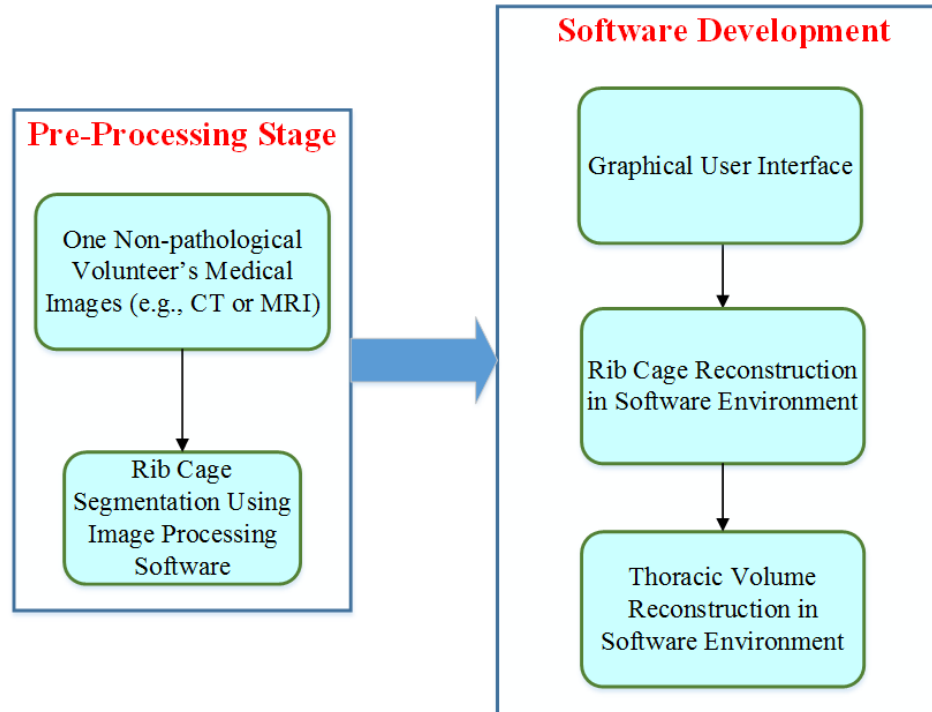 Pre-Processing Stage
One Non-pathological
Volunteer’s Medical
Images (e.g., CT or MRI)
Rib Cage
Segmentation Using
Image Processing
Software
Software Development
Graphical User Interface
Rib Cage Reconstruction
in Software Environment
Thoracic Volume
Reconstruction in
Software Environment